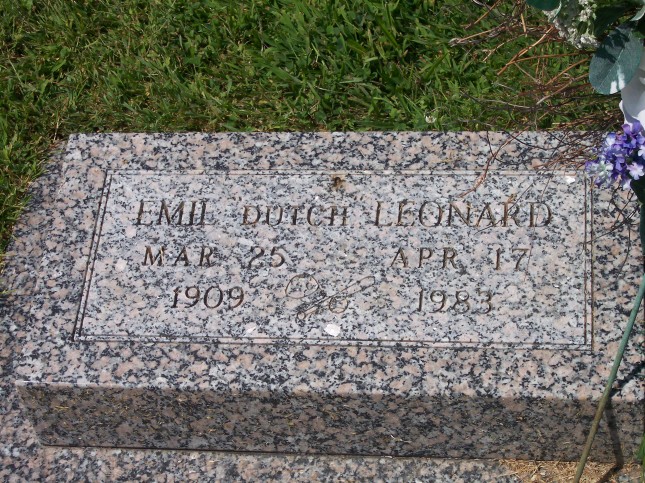 EMIL DUTCH LEONARD
MAR 25 APR 17
1909 1983